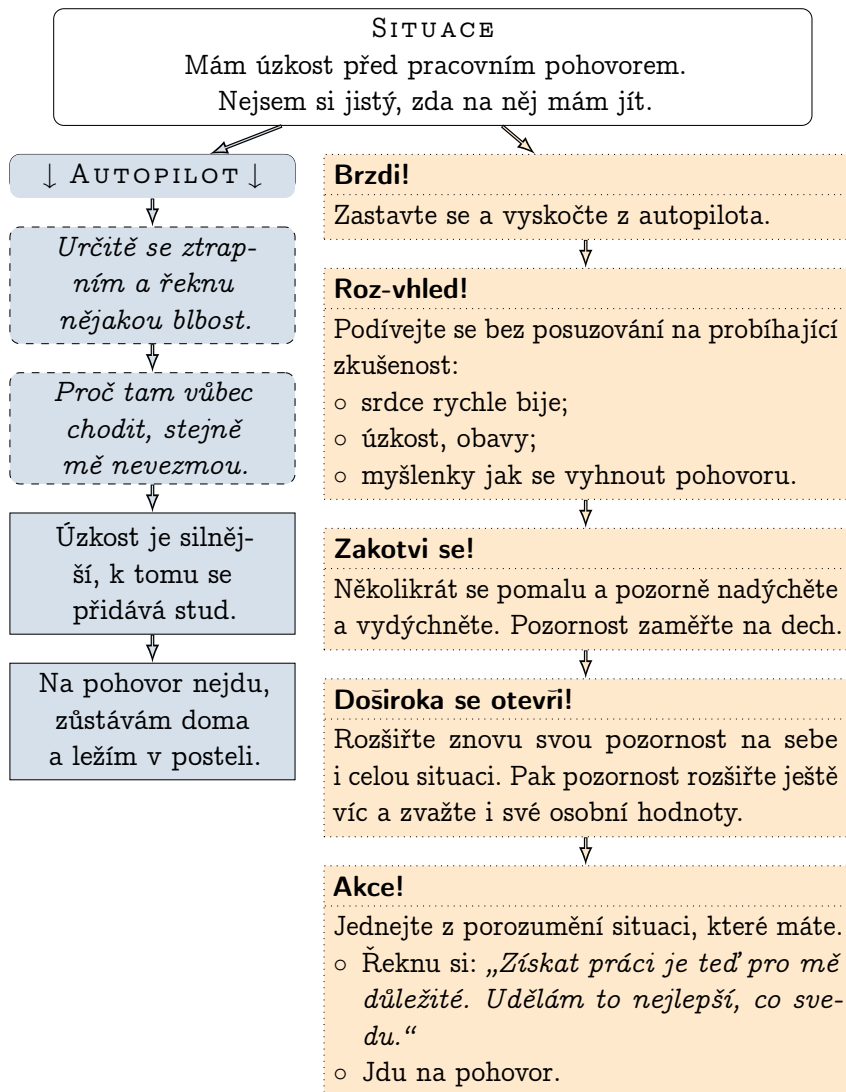 SITUACE
Mám úzkost před pracovním pohovorem.
Nejsem si jistý, zda na něj mám jít.
↓ AUTOPILOT ↓
Určitě se ztrap-
ním a řeknu
nějakou blbost.
Proč tam vůbec
chodit, stejně
mě nevezmou.
Úzkost je silněj-
ší, k tomu se
přidává stud.
Na pohovor nejdu,
zůstávám doma
a ležím v posteli.
Brzdi!
Zastavte se a vyskočte z autopilota.
Roz-vhled!
Podívejte se bez posuzování na probíhající
zkušenost:
○ srdce rychle bije;
○ úzkost, obavy;
○ myšlenky jak se vyhnout pohovoru.
Zakotvi se!
Několikrát se pomalu a pozorně nadýchěte
a vydýchněte. Pozornost zaměřte na dech.
Doširoka se otevři!
Rozšiřte znovu svou pozornost na sebe
i celou situaci. Pak pozornost rozšiřte ještě
víc a zvažte i své osobní hodnoty.
Akce!
Jednejte z porozumění situaci, které máte.
○ Řeknu si: „Získat práci je teď pro mě
důležité. Udělám to nejlepší, co sve-
du.“
○ Jdu na pohovor.